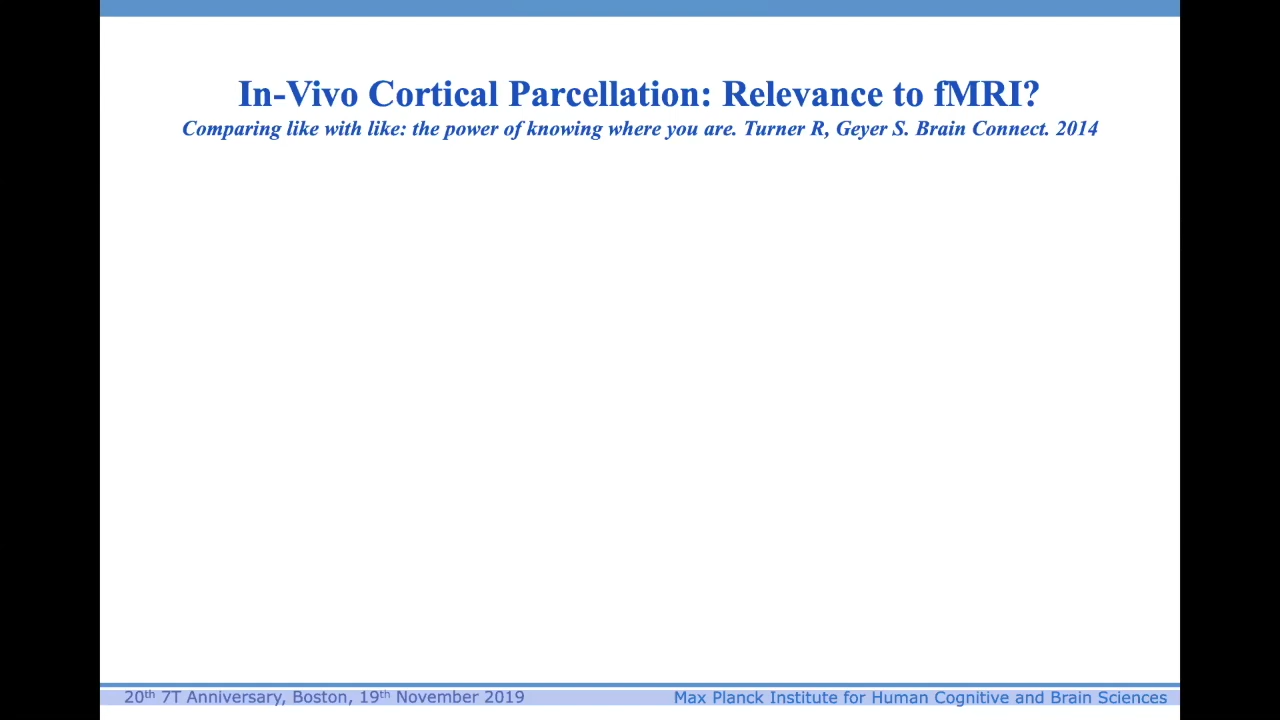 In-Vivo Cortical Parcellation: Relevance to fMRI?
Comparing like with like: the power of knowing where you are. Turner R, Geyer S. Brain Connect. 2014
20th 7T Anniversary, Boston, 19th November 2019
Max Planck Institute for Human Cognitive and Brain Sciences